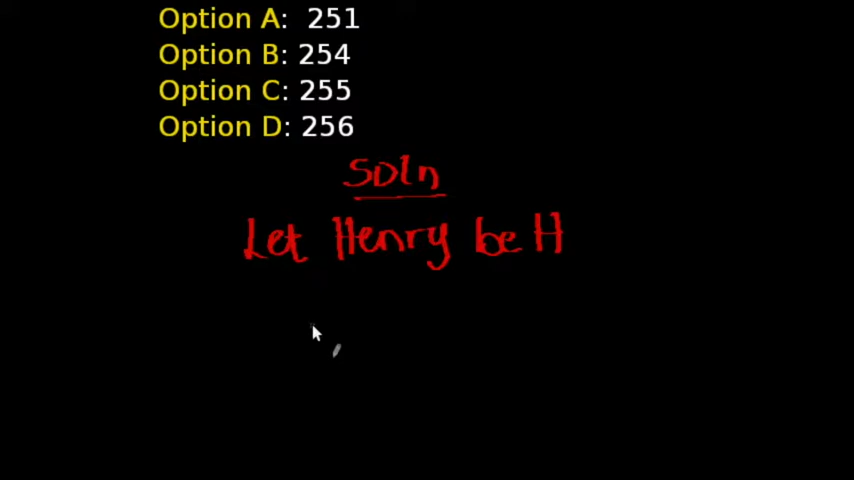 Option A: 251
Option B: 254
Option C: 255
Option D: 256
Soln
Let Henry be H